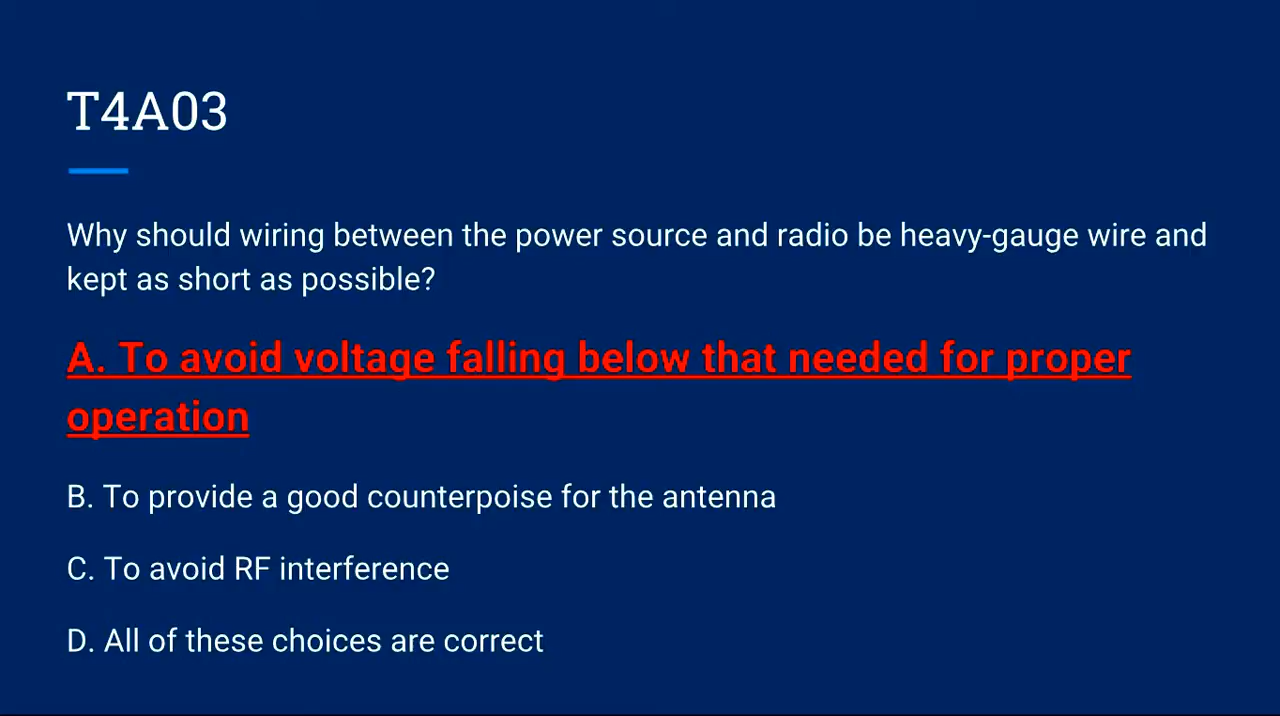 T4A03
Why should wiring between the power source and radio be heavy-gauge wire and
kept as short as possible?
A. To avoid voltage falling below that needed for proper
operation
B. To provide a good counterpoise for the antenna
C. To avoid RF interference
D. All of these choices are correct